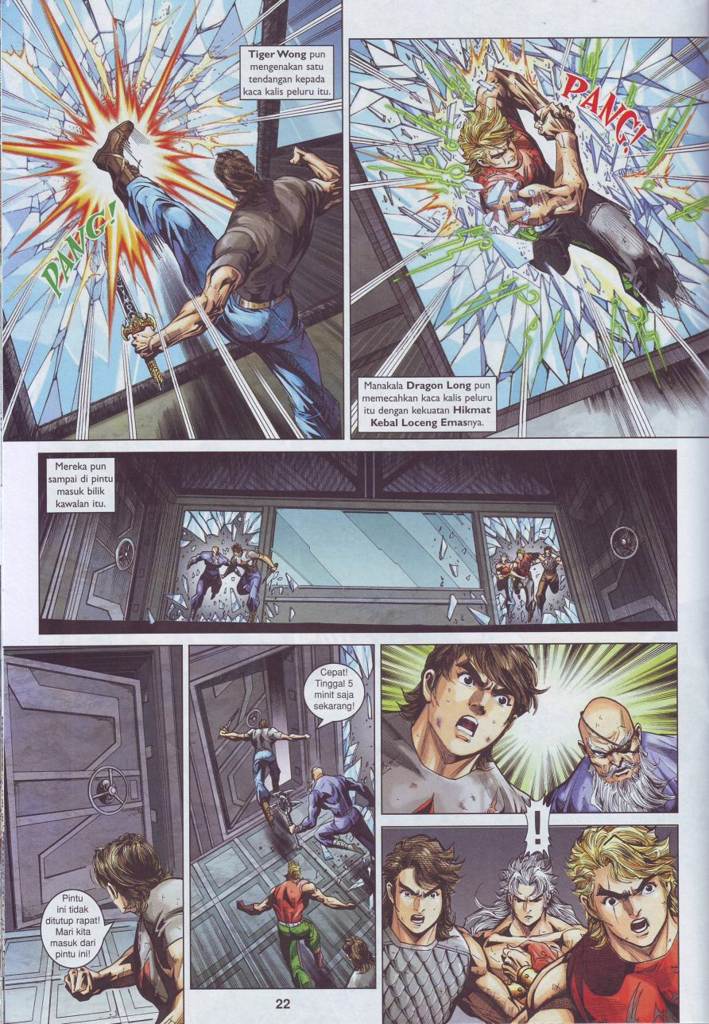 Tiger Wong pun
mengenakan satu
tendangan kepada
kaca kalis peluru itu.
PANG!
PANG!
Manakala Dragon Long pun
memecahkan kaca kalis peluru
itu dengan kekuatan Hikmat
Kebal Loceng Emasnya.
Mereka pun
sampai di pintu
masuk bilik
kawalan itu.
Pintu
ini tidak
ditutup rapat!
Mari kita
masuk dari
pintu ini!
Cepat!
Tinggal 5
minit saja
sekarang!
!
22